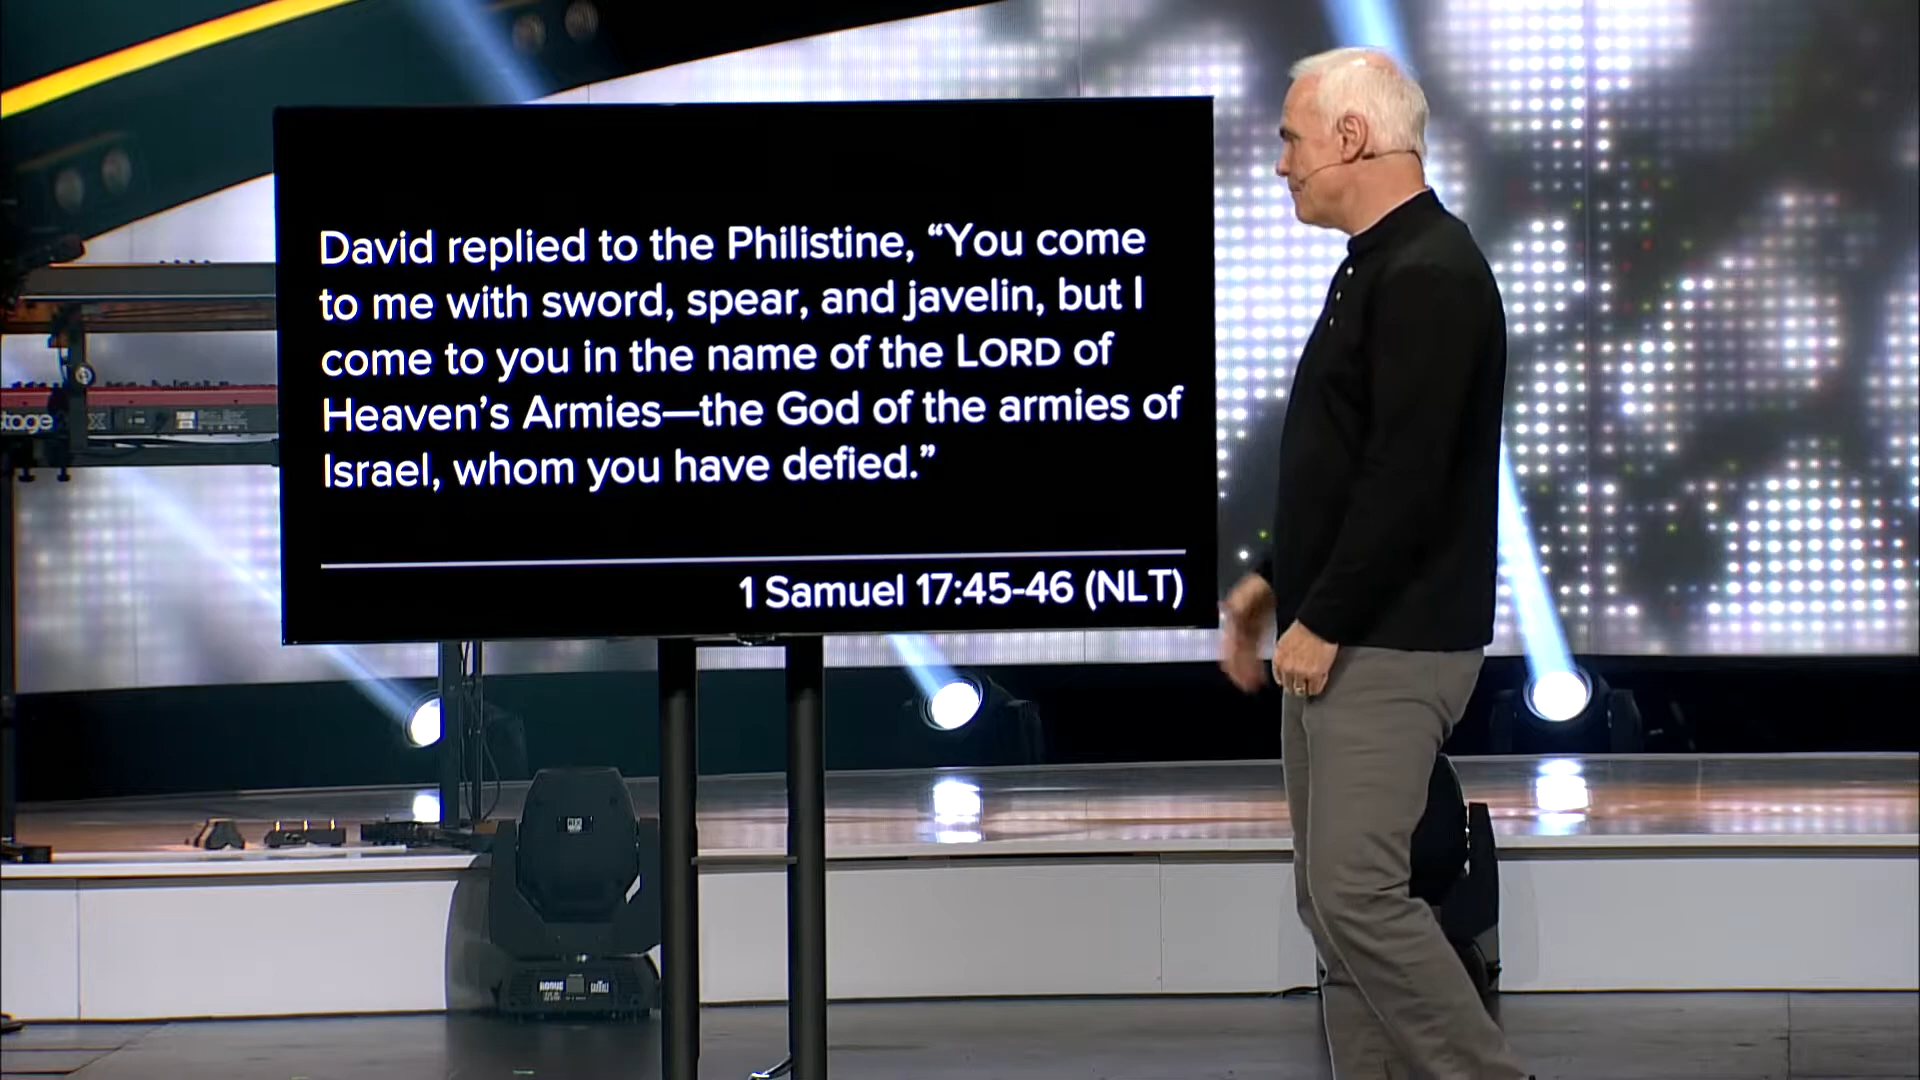 David replied to the Philistine, “You come
to me with sword, spear, and javelin, but I
come to you in the name of the LORD of
Heaven’s Armies—the God of the armies of
Israel, whom you have defied.”
1 Samuel 17:45-46 (NLT)
stage
X
ROGUE